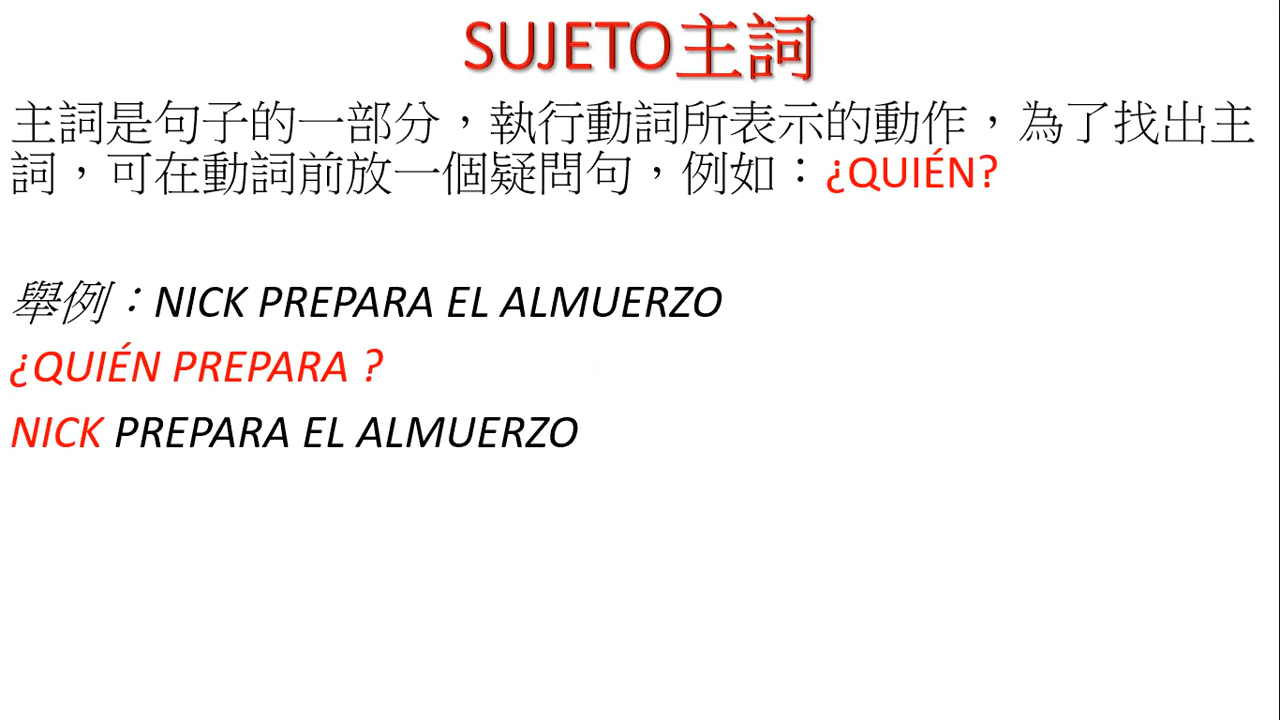 SUJETO主詞
主詞是句子的一部分，執行動詞所表示的動作，為了找出主
詞，可在動詞前放一個疑問句，例如：¿QUIÉN?
舉例：NICK PREPARA EL ALMUERZO
¿QUIÉN PREPARA ?
NICK PREPARA EL ALMUERZO